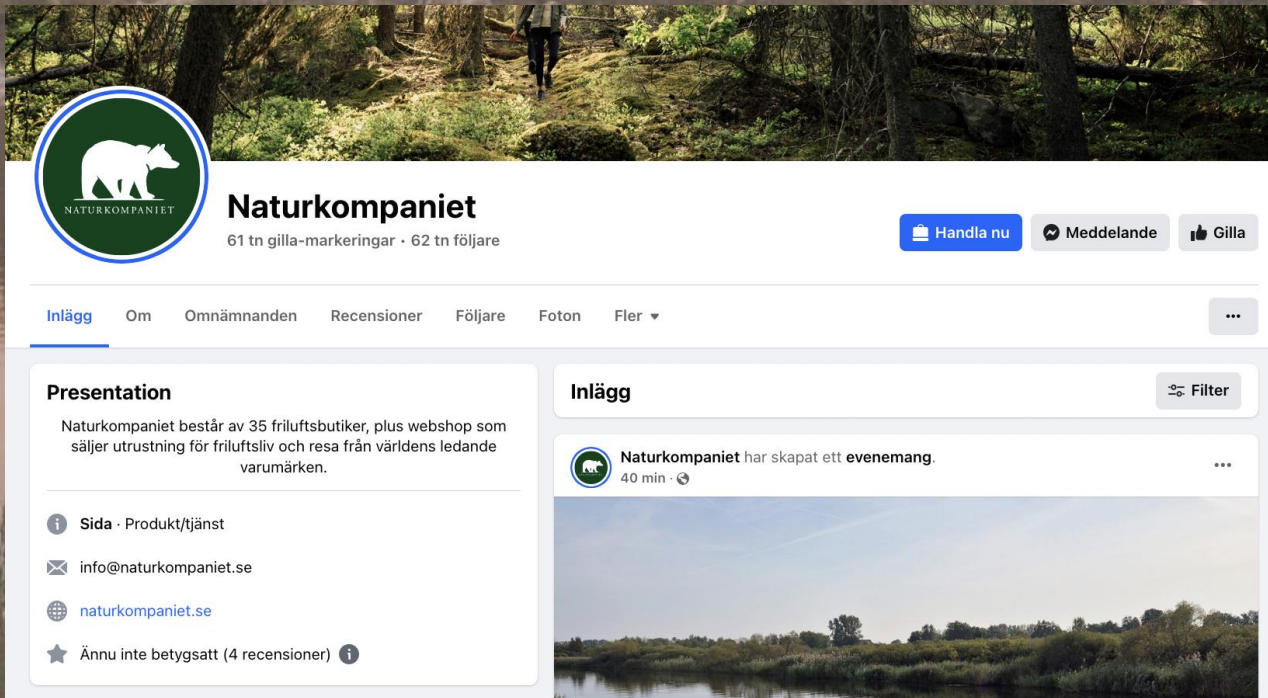 NATURKOMPANIET
Naturkompaniet
61 tn gilla-markeringar · 62 tn följare
Handla nu
Meddelande
Gilla
Inlägg
Om
Omnämnanden
Recensioner
Följare
Foton
Fler
Presentation
Naturkompaniet består av 35 friluftsbutiker, plus webshop som
säljer utrustning för friluftsliv och resa från världens ledande
varumärken.
Sida · Produkt/tjänst
info@naturkompaniet.se
naturkompaniet.se
Ännu inte betygsatt (4 recensioner)
Inlägg
Filter
Naturkompaniet har skapat ett evenemang.
40 min ·